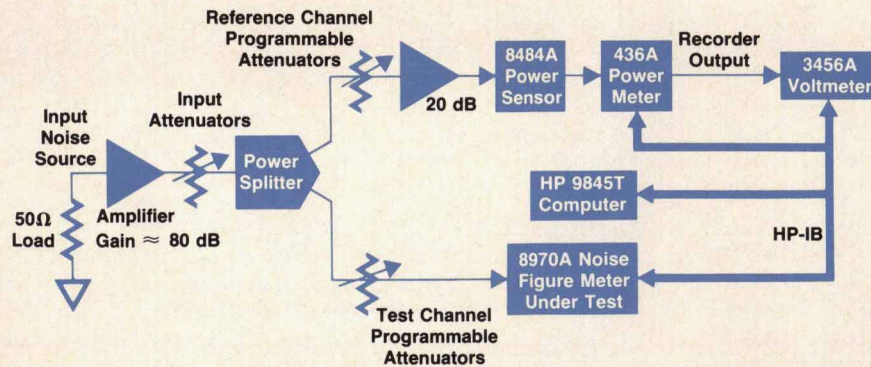 Reference Channel
Programmable
Attenuators
8484A
Power
Sensor
436A
Power
Meter
Recorder
Output
3456A
Voltmeter
20 dB
Input
Attenuators
Input
Noise
Source
Power
Splitter
50Ω
Load
Amplifier
Gain ≈ 80 dB
HP 9845T
Computer
HP-IB
8970A Noise
Figure Meter
Under Test
Test Channel
Programmable
Attenuators